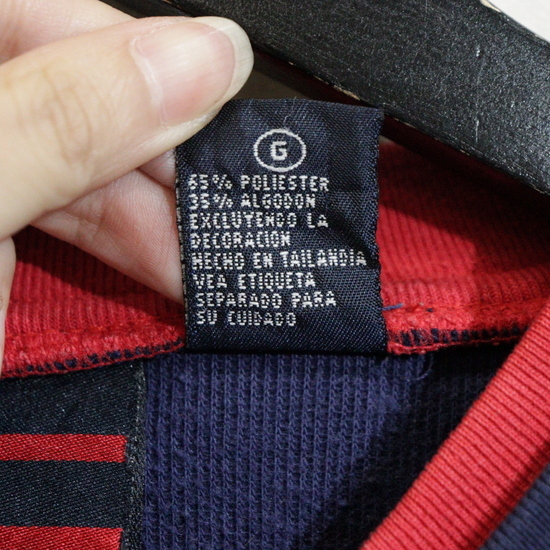 G
65% POLIESTER
35% ALGODON
EXCLUYENDO LA
DECORACION
HECHO EN TAILANDIA
VEA ETIQUETA
SEPARADO PARA
SU CUIDADO